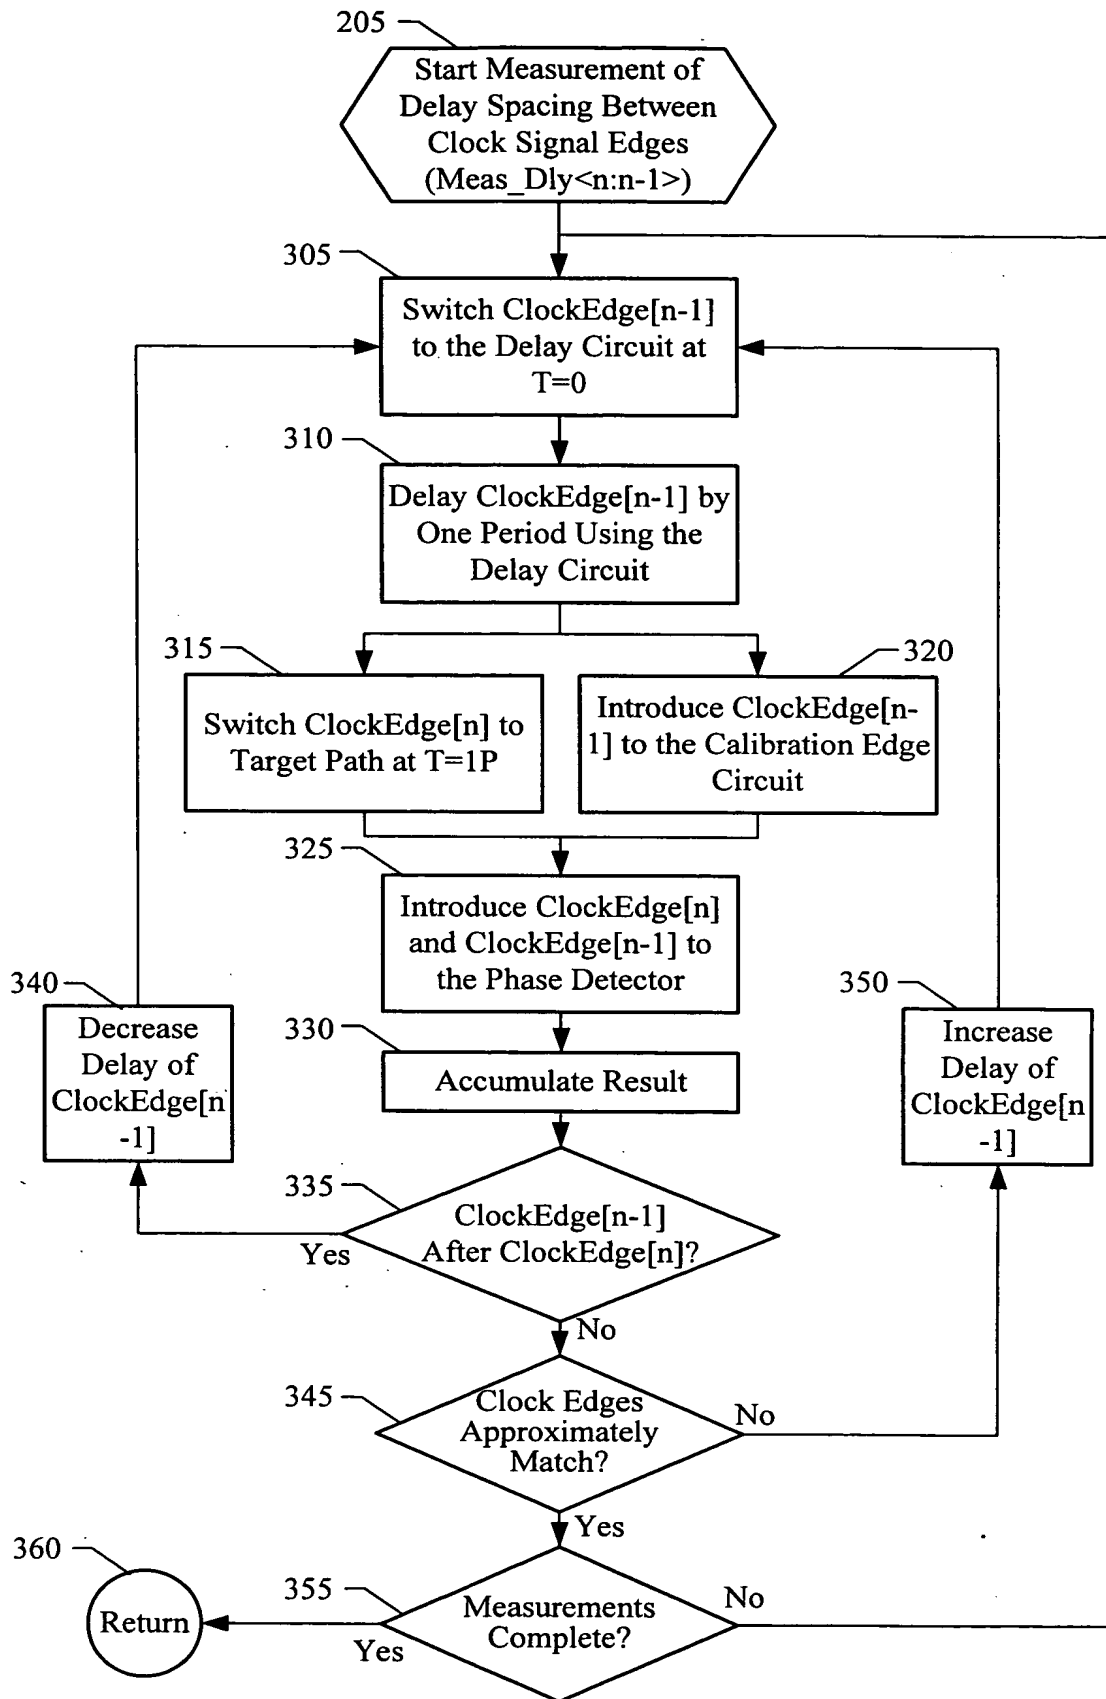 205
Start Measurement of
Delay Spacing Between
Clock Signal Edges
(Meas_Dly<n:n-1>)
305
Switch ClockEdge[n-1]
to the Delay Circuit at
T=0
310
Delay ClockEdge[n-1] by
One Period Using the
Delay Circuit
315
Switch ClockEdge[n] to
Target Path at T=1P
320
Introduce ClockEdge[n-
1] to the Calibration Edge
Circuit
325
Introduce ClockEdge[n]
and ClockEdge[n-1] to
the Phase Detector
340
Decrease
Delay of
ClockEdge[n
-1]
330
Accumulate Result
350
Increase
Delay of
ClockEdge[n
-1]
335
ClockEdge[n-1]
After ClockEdge[n]?
Yes
No
345
Clock Edges
Approximately
Match?
No
Yes
360
Return
355
Measurements
Complete?
Yes
No